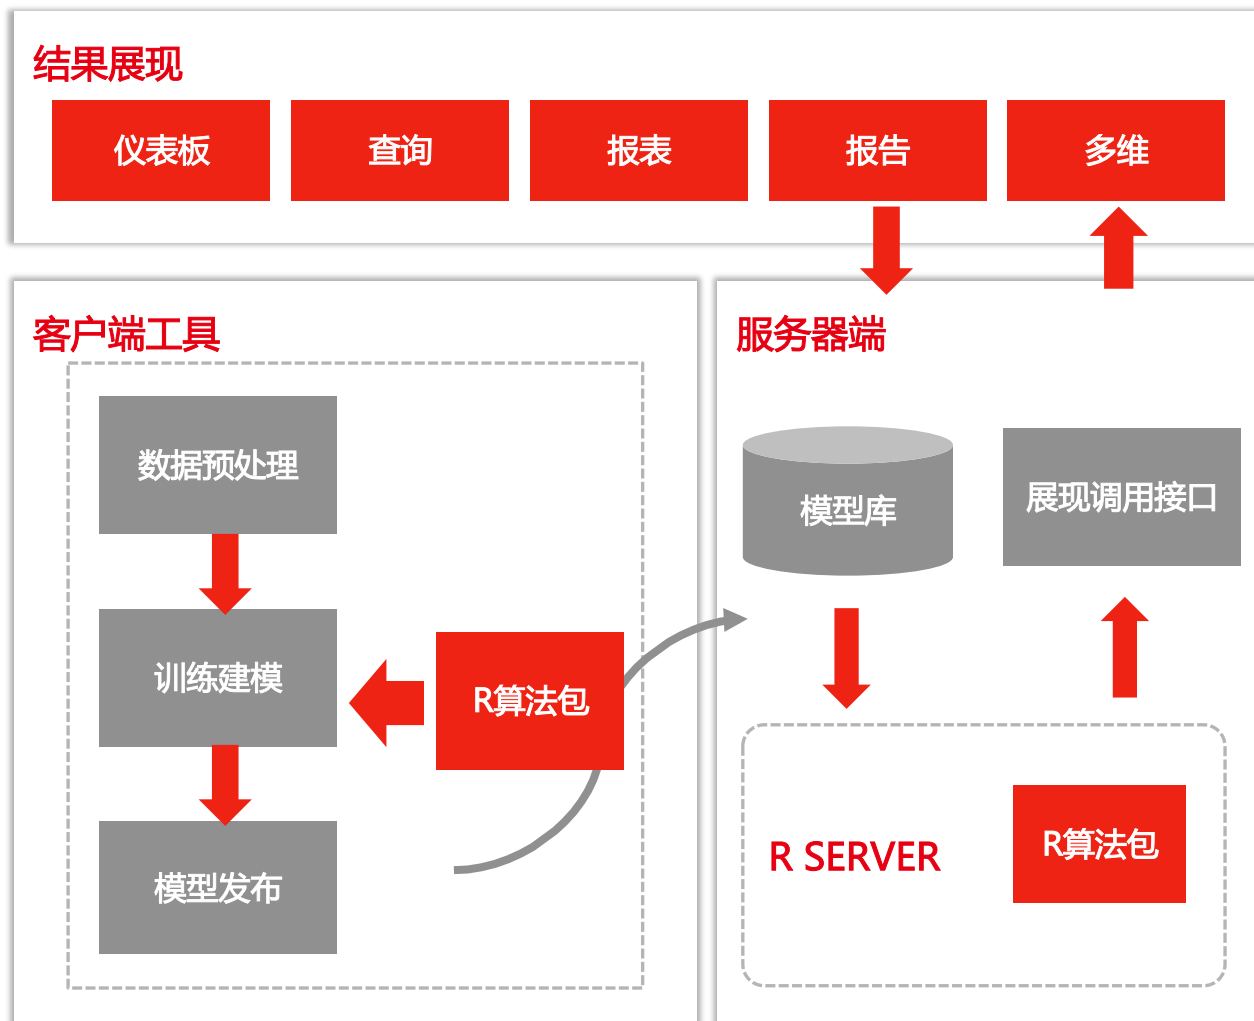 结果展现
仪表板
查询
报表
报告
多维
客户端工具
数据预处理
训练建模
R算法包
模型发布
服务器端
模型库
展现调用接口
R SERVER
R算法包